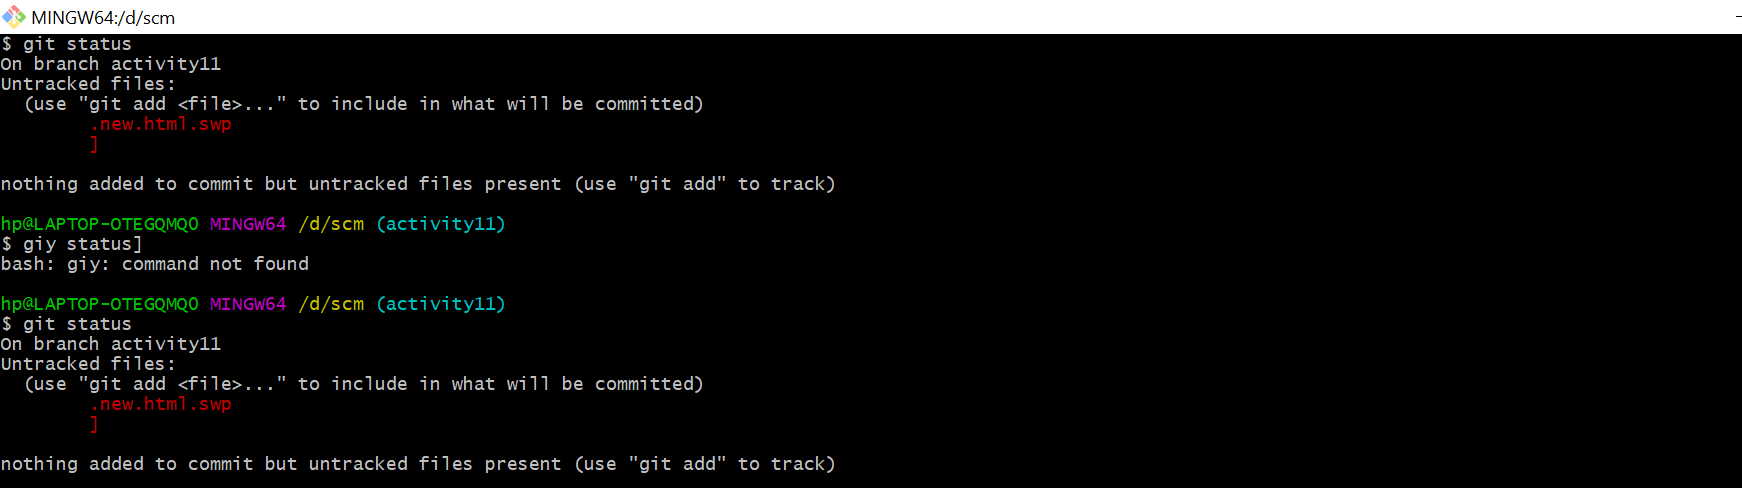 MINGW64:/d/scm
$ git status
On branch activity11
Untracked files:
  (use "git add <file>..." to include in what will be committed)
        .new.html.swp
        ]

nothing added to commit but untracked files present (use "git add" to track)

hp@LAPTOP-OTEGQMQO MINGW64 /d/scm (activity11)
$ giy status]
bash: giy: command not found

hp@LAPTOP-OTEGQMQO MINGW64 /d/scm (activity11)
$ git status
On branch activity11
Untracked files:
  (use "git add <file>..." to include in what will be committed)
        .new.html.swp
        ]

nothing added to commit but untracked files present (use "git add" to track)